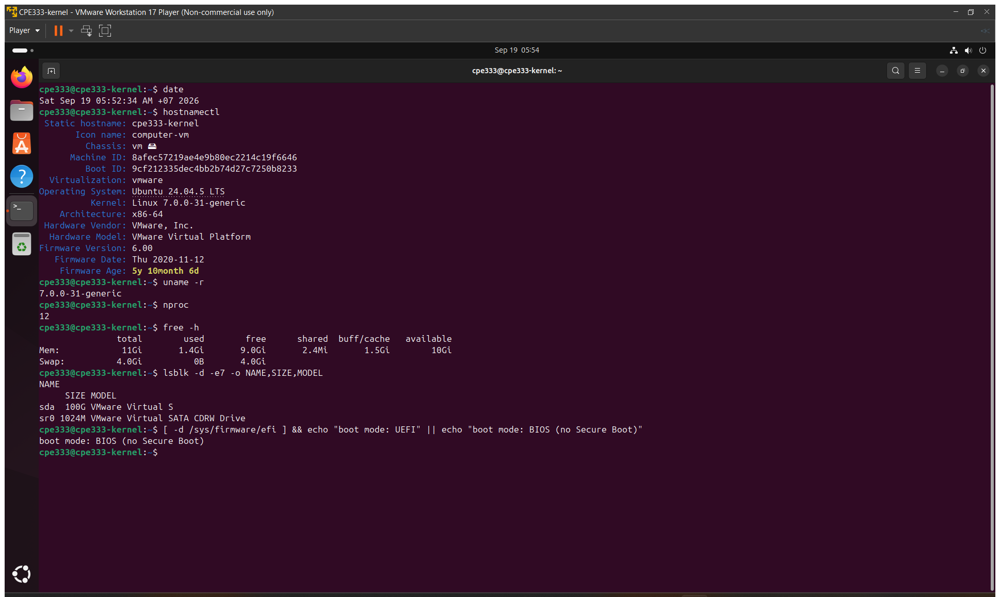 CPE333-kernel - VMware Workstation 17 Player (Non-commercial use only)
Player
Sep 19 05:54
cpe333@cpe333-kernel: ~
cpe333@cpe333-kernel:~$ date
Sat Sep 19 05:52:34 AM +07 2026
cpe333@cpe333-kernel:~$ hostnamectl
 Static hostname: cpe333-kernel
       Icon name: computer-vm
         Chassis: vm 🖴
      Machine ID: 8afec57219ae4e9b80ec2214c19f6646
         Boot ID: 9cf212335dec4bb2b74d27c7250b8233
  Virtualization: vmware
Operating System: Ubuntu 24.04.5 LTS
          Kernel: Linux 7.0.0-31-generic
    Architecture: x86-64
 Hardware Vendor: VMware, Inc.
  Hardware Model: VMware Virtual Platform
Firmware Version: 6.00
   Firmware Date: Thu 2020-11-12
    Firmware Age: 5y 10month 6d
cpe333@cpe333-kernel:~$ uname -r
7.0.0-31-generic
cpe333@cpe333-kernel:~$ nproc
12
cpe333@cpe333-kernel:~$ free -h
               total        used        free      shared  buff/cache   available
Mem:            11Gi       1.4Gi       9.0Gi       2.4Mi       1.5Gi        10Gi
Swap:          4.0Gi          0B       4.0Gi
cpe333@cpe333-kernel:~$ lsblk -d -e7 -o NAME,SIZE,MODEL
NAME
     SIZE MODEL
sda  100G VMware Virtual S
sr0 1024M VMware Virtual SATA CDRW Drive
cpe333@cpe333-kernel:~$ [ -d /sys/firmware/efi ] && echo "boot mode: UEFI" || echo "boot mode: BIOS (no Secure Boot)"
boot mode: BIOS (no Secure Boot)
cpe333@cpe333-kernel:~$